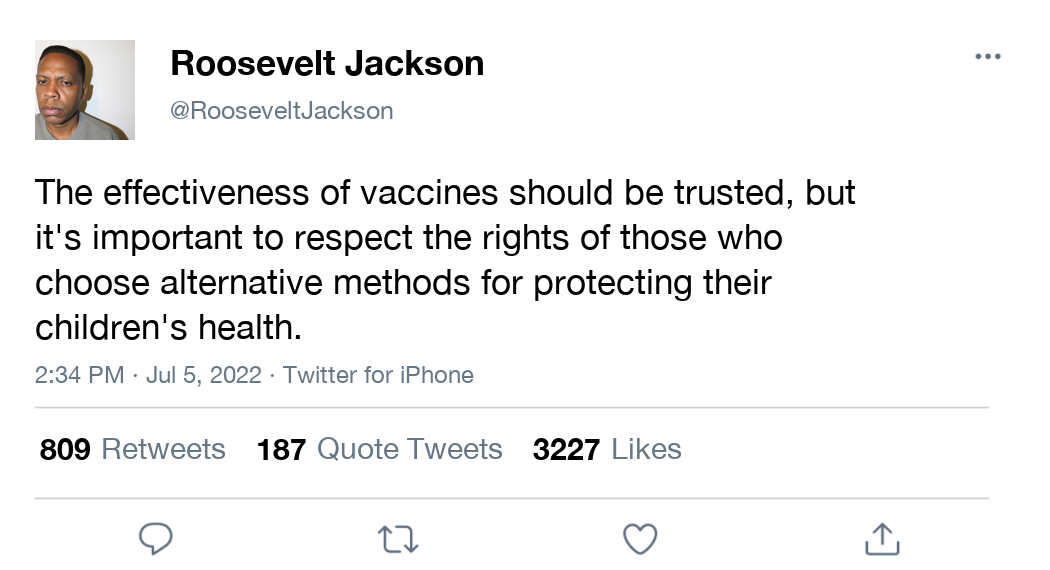 Roosevelt Jackson
@RooseveltJackson
The effectiveness of vaccines should be trusted, but
it's important to respect the rights of those who
choose alternative methods for protecting their
children's health.
2:34 PM · Jul 5, 2022 · Twitter for iPhone
809 Retweets 187 Quote Tweets 3227 Likes